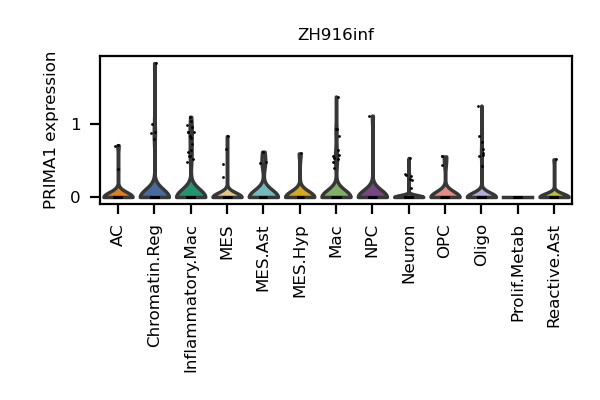 ZH916inf
PRIMA1 expression
1
0
AC
Chromatin.Reg
Inflammatory.Mac
MES
MES.Ast
MES.Hyp
Mac
NPC
Neuron
OPC
Oligo
Prolif.Metab
Reactive.Ast